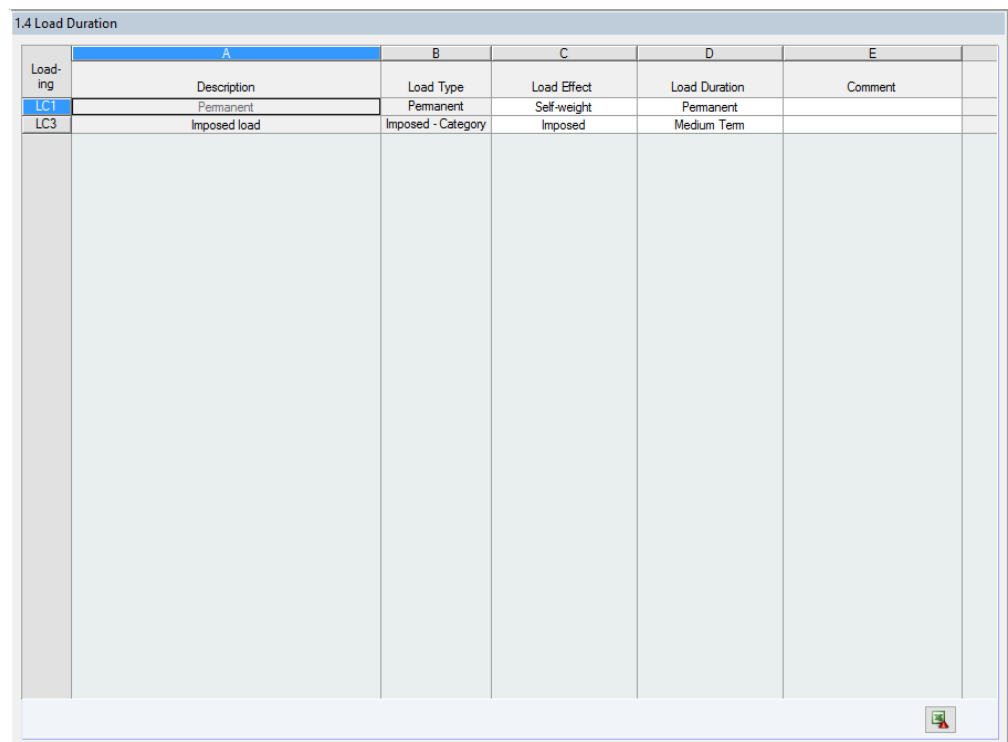 1.4 Load Duration
A B C D E
Load-
ing Description Load Type Load Effect Load Duration Comment
LC1 Permanent Permanent Self-weight Permanent
LC3 Imposed load Imposed - Category Imposed Medium Term